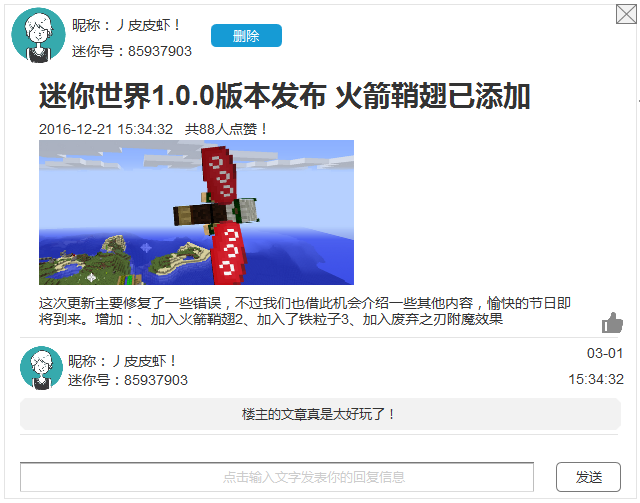 昵称：丿皮皮虾！
迷你号：85937903
删除
迷你世界1.0.0版本发布 火箭鞘翅已添加
2016-12-21 15:34:32 共88人点赞！
这次更新主要修复了一些错误，不过我们也借此机会介绍一些其他内容，愉快的节日即
将到来。增加：、加入火箭鞘翅2、加入了铁粒子3、加入废弃之刃附魔效果
昵称：丿皮皮虾！
03-01
迷你号：85937903
15:34:32
楼主的文章真是太好玩了！
点击输入文字发表你的回复信息
发送